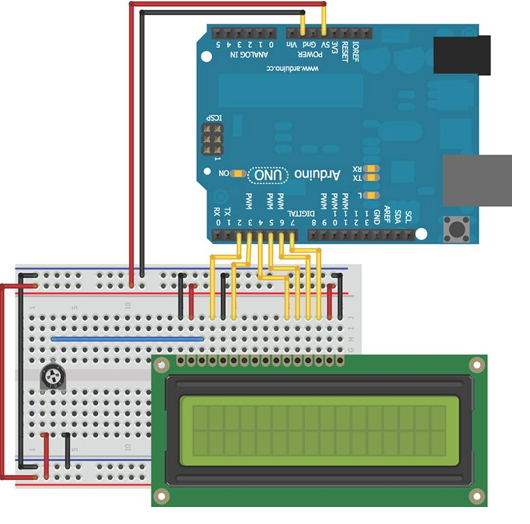 5 4 3 2 1 0
ANALOG IN
Vin Gnd 5V 3V3 RESET IOREF
POWER
www.arduino.cc
ICSP
1
ON
UNO
Arduino
RX
TX
L
RX 0
TX 1
2
PWM 3
4
PWM 5
PWM 6
7
DIGITAL
8
PWM 9
PWM 10
PWM 11
12
13
GND
AREF
SDA
SCL
1
5
10
J
I
H
G
1
5
10